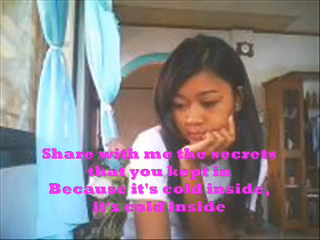 Share with me the secrets
that you kept in
Because it's cold inside,
it's cold inside